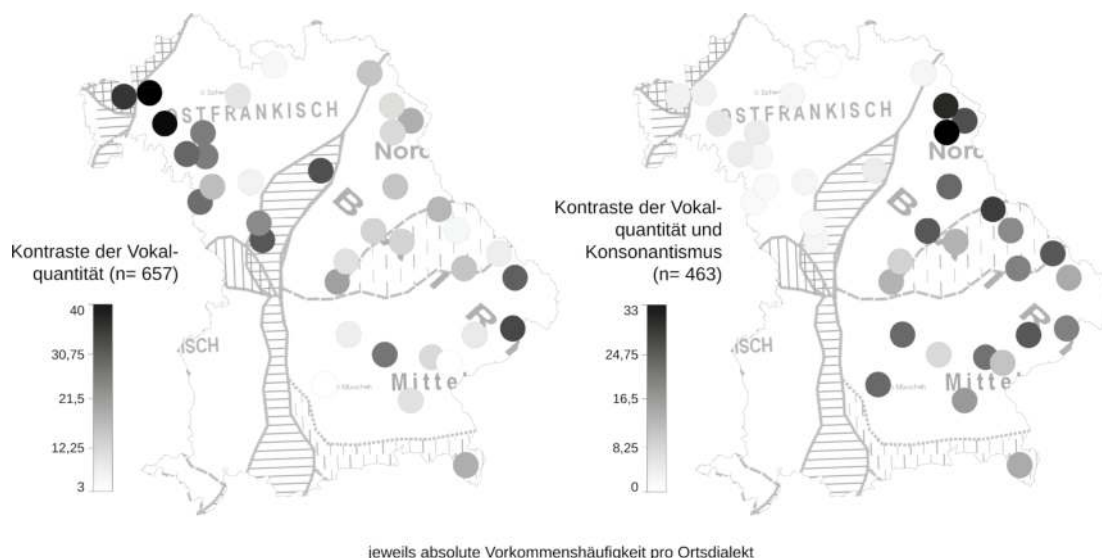 OSTFRÄNKISCH
Nord
B
A
I
R
Mitte
ISCH
Kontraste der Vokal-
quantität (n= 657)
40
30,75
21,5
12,25
3
OSTFRÄNKISCH
Nord
B
I
R
Mitte
ISCH
Kontraste der Vokal-
quantität und
Konsonantismus
(n= 463)
33
24,75
16,5
8,25
0
jeweils absolute Vorkommenshäufigkeit pro Ortsdialekt